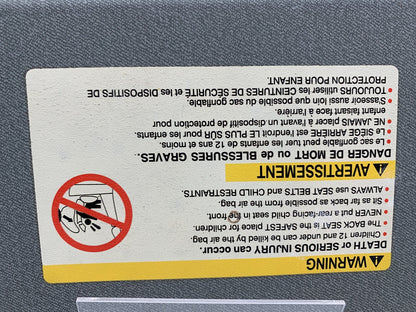 WARNING
DEATH or SERIOUS INJURY can occur.
• Children 12 and under can be killed by the air bag.
• The BACK SEAT is the SAFEST place for children.
• NEVER put a rear-facing child seat in the front.
• Sit as far back as possible from the air bag.
• ALWAYS use SEAT BELTS and CHILD RESTRAINTS.
AVERTISSEMENT
DANGER DE MORT ou de BLESSURES GRAVES.
• Le sac gonflable peut tuer les enfants de 12 ans et moins.
• Le SIÈGE ARRIÈRE est l'endroit LE PLUS SÛR pour les enfants.
• NE JAMAIS placer à l'avant un dispositif de protection pour
enfant faisant face à l'arrière.
• S'asseoir aussi loin que possible du sac gonflable.
• TOUJOURS utiliser les CEINTURES DE SÉCURITÉ et les DISPOSITIFS DE
PROTECTION POUR ENFANT.